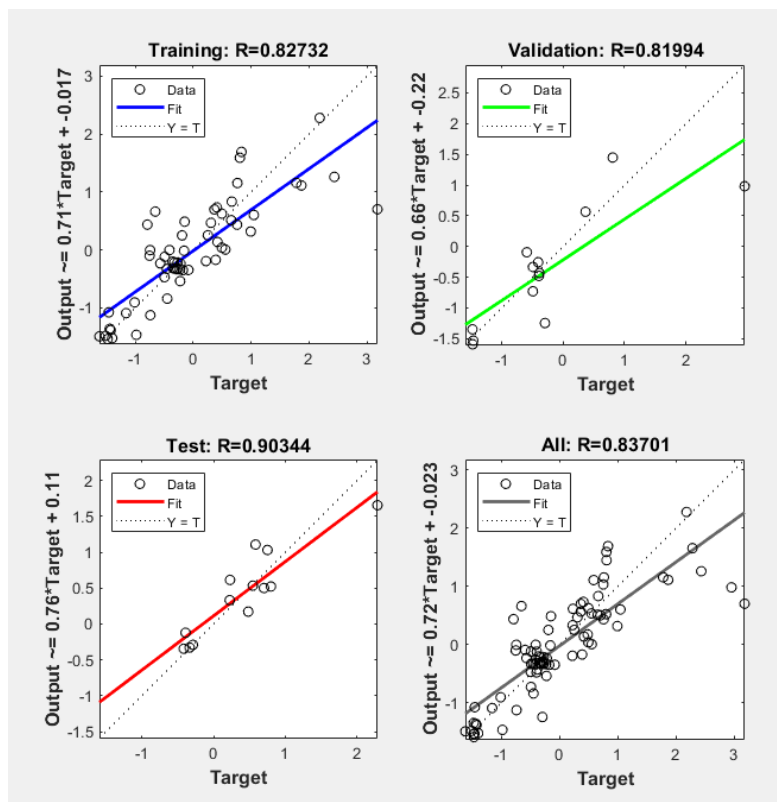 Training: R=0.82732
Output ~= 0.71*Target + -0.017
3
2
1
0
-1
Data
Fit
Y = T
-1
0
1
2
3
Target
Validation: R=0.81994
Output ~= 0.66*Target + -0.22
2.5
2
1.5
1
0.5
0
-0.5
-1
-1.5
Data
Fit
Y = T
-1
0
1
2
Target
Test: R=0.90344
Output ~= 0.76*Target + 0.11
2
1.5
1
0.5
0
-0.5
-1
-1.5
Data
Fit
Y = T
-1
0
1
2
Target
All: R=0.83701
Output ~= 0.72*Target + -0.023
3
2
1
0
-1
Data
Fit
Y = T
-1
0
1
2
3
Target